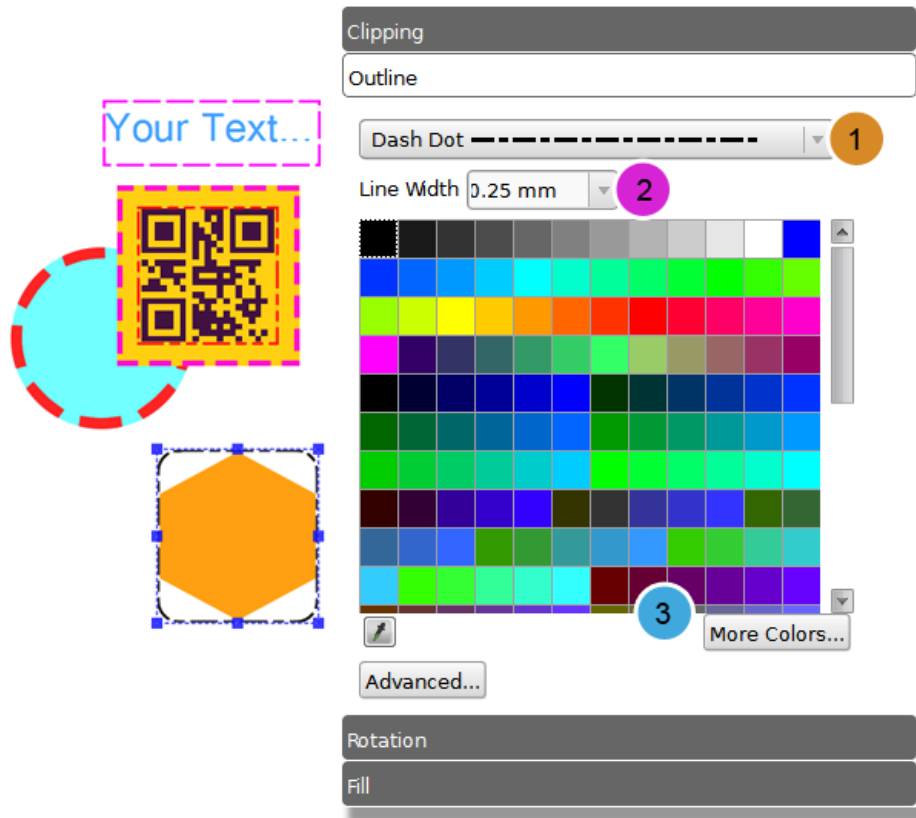 Clipping
Outline
Your Text...
Dash Dot
1
Line Width 0.25 mm
2
3
More Colors...
Advanced...
Rotation
Fill